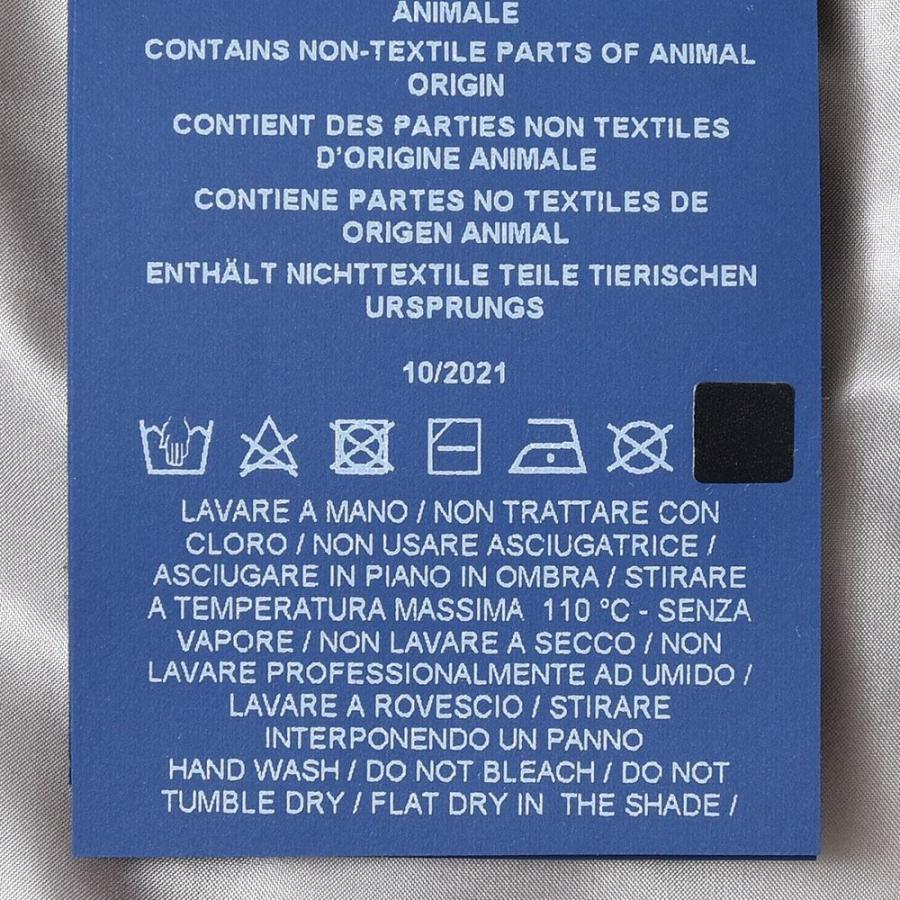 ANIMALE
CONTAINS NON-TEXTILE PARTS OF ANIMAL
ORIGIN
CONTIENT DES PARTIES NON TEXTILES
D'ORIGINE ANIMALE
CONTIENE PARTES NO TEXTILES DE
ORIGEN ANIMAL
ENTHÄLT NICHTTEXTILE TEILE TIERISCHEN
URSPRUNGS
10/2021
LAVARE A MANO / NON TRATTARE CON
CLORO / NON USARE ASCIUGATRICE /
ASCIUGARE IN PIANO IN OMBRA / STIRARE
A TEMPERATURA MASSIMA 110 °C - SENZA
VAPORE / NON LAVARE A SECCO / NON
LAVARE PROFESSIONALMENTE AD UMIDO /
LAVARE A ROVESCIO / STIRARE
INTERPONENDO UN PANNO
HAND WASH / DO NOT BLEACH / DO NOT
TUMBLE DRY / FLAT DRY IN THE SHADE /